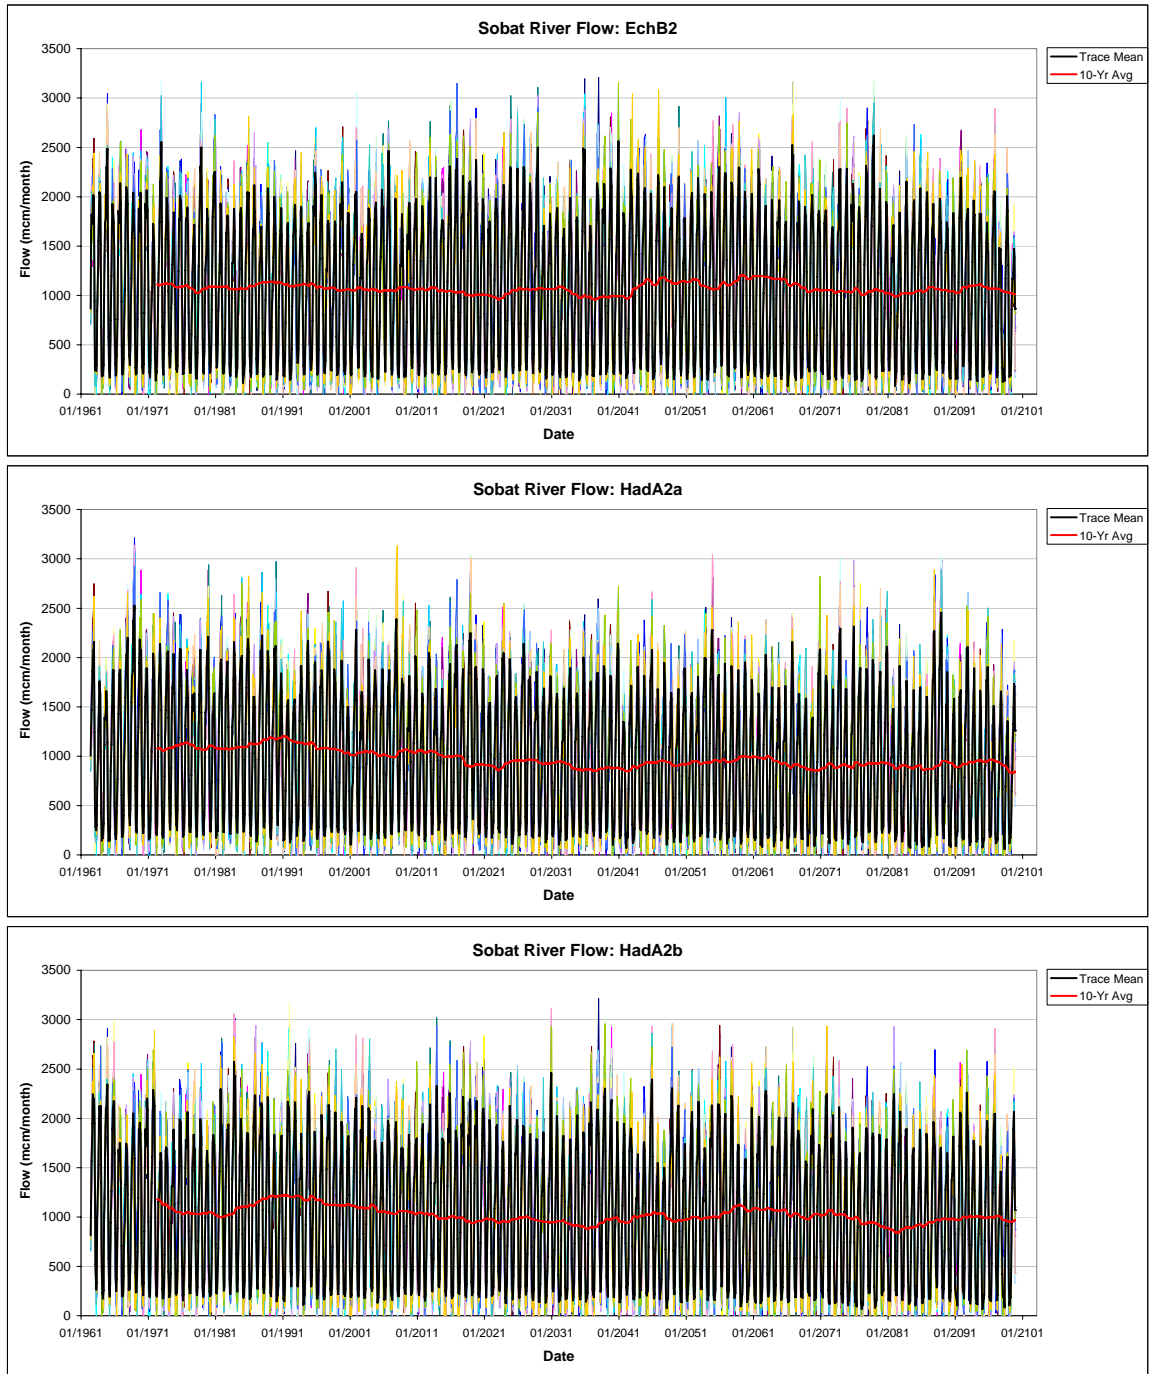 Sobat River Flow: EchB2
Flow (mcm/month)
3500
3000
2500
2000
1500
1000
500
0
01/1961 01/1971 01/1981 01/1991 01/2001 01/2011 01/2021 01/2031 01/2041 01/2051 01/2061 01/2071 01/2081 01/2091 01/2101
Date
Trace Mean
10-Yr Avg
Sobat River Flow: HadA2a
Flow (mcm/month)
3500
3000
2500
2000
1500
1000
500
0
01/1961 01/1971 01/1981 01/1991 01/2001 01/2011 01/2021 01/2031 01/2041 01/2051 01/2061 01/2071 01/2081 01/2091 01/2101
Date
Trace Mean
10-Yr Avg
Sobat River Flow: HadA2b
Flow (mcm/month)
3500
3000
2500
2000
1500
1000
500
0
01/1961 01/1971 01/1981 01/1991 01/2001 01/2011 01/2021 01/2031 01/2041 01/2051 01/2061 01/2071 01/2081 01/2091 01/2101
Date
Trace Mean
10-Yr Avg